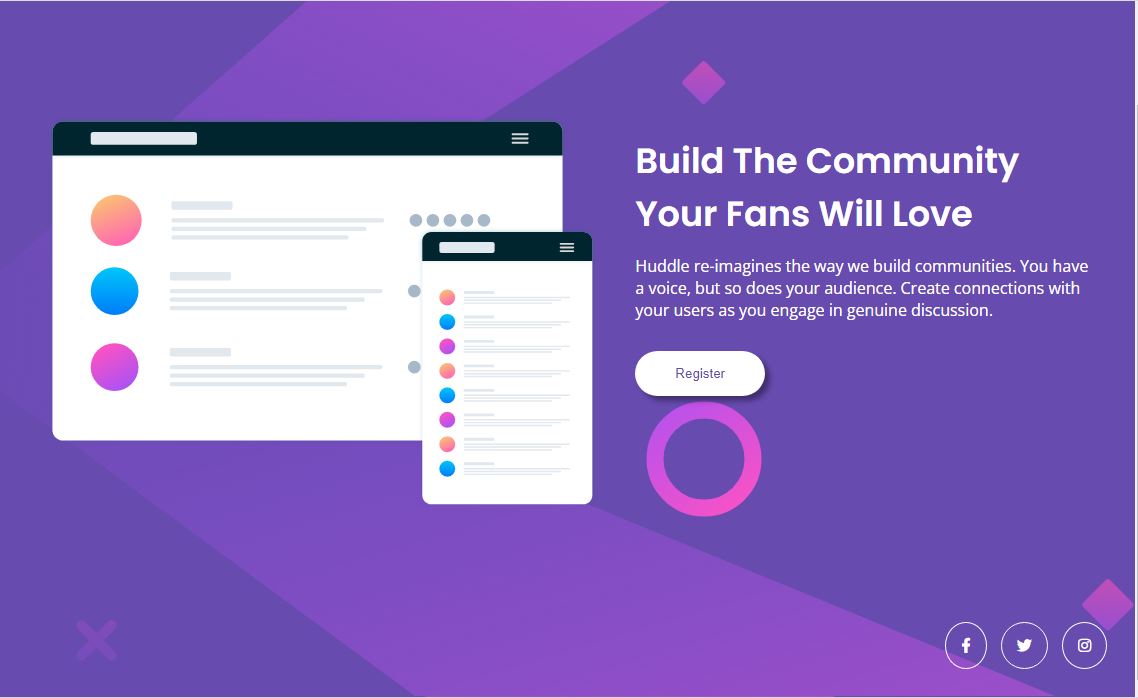 Build The Community
Your Fans Will Love
Huddle re-imagines the way we build communities. You have
a voice, but so does your audience. Create connections with
your users as you engage in genuine discussion.
Register